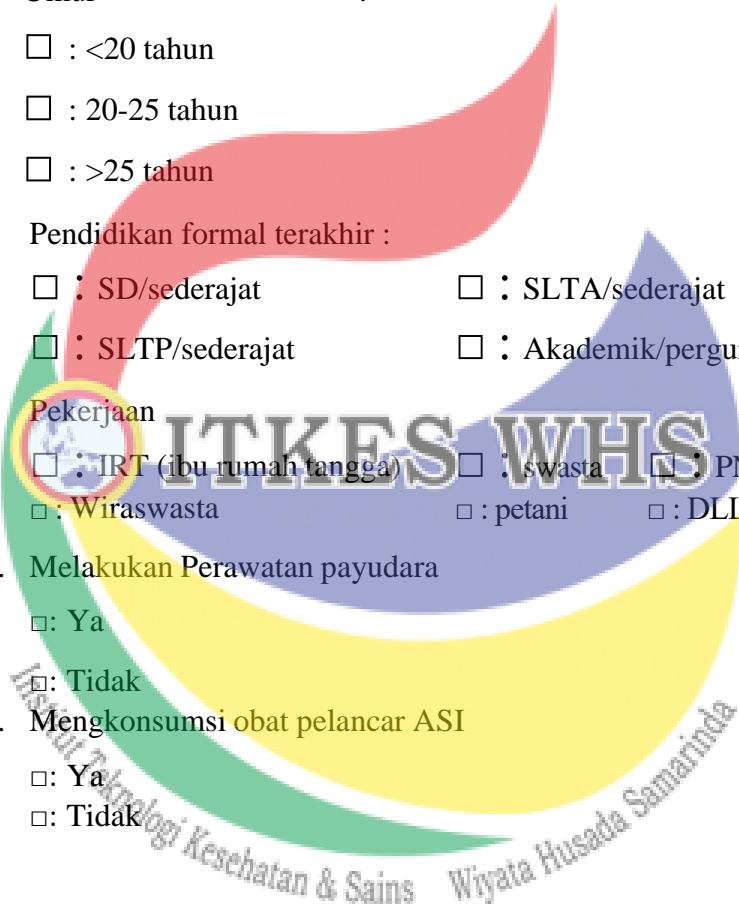 ☐ : <20 tahun
☐ : 20-25 tahun
☐ : >25 tahun
Pendidikan formal terakhir :
☐ : SD/sederajat ☐ : SLTA/sederajat
☐ : SLTP/sederajat ☐ : Akademik/
Pekerjaan
ITKES WHS
☐ : IRT (ibu rumah tangga) ☐ : swasta ☐ :
□ : Wiraswasta □ : petani □ : DLL
. Melakukan Perawatan payudara
□: Ya
□: Tidak
. Mengkonsumsi obat pelancar ASI
□: Ya
□: Tidak
Institut Teknologi Kesehatan & Sains Wiyata Husada Samarinda